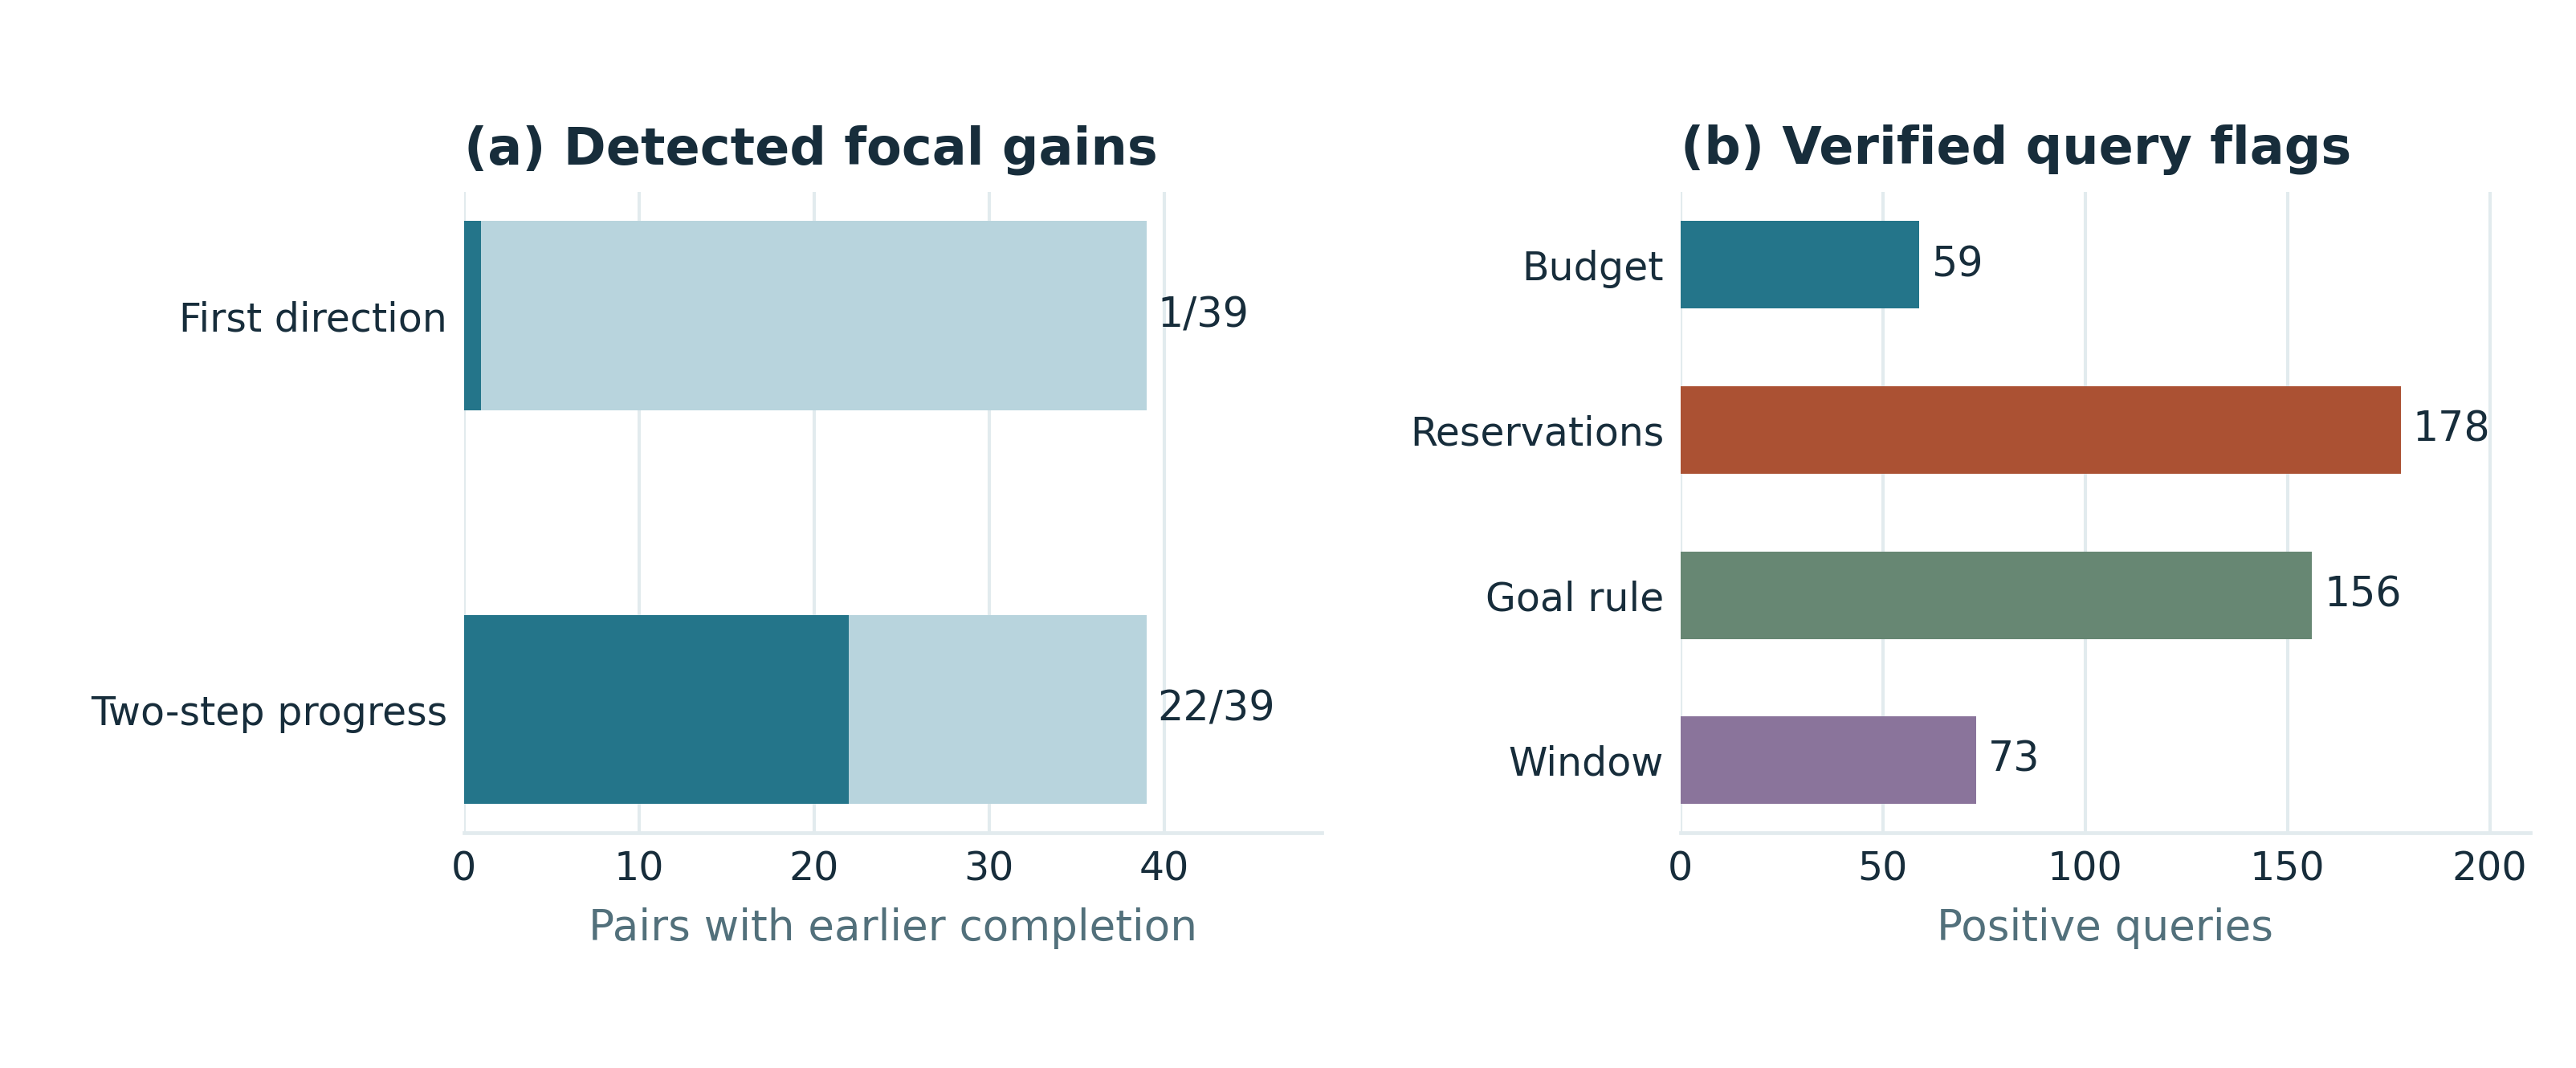 (a) Detected focal gains
First direction
1/39
Two-step progress
22/39
0 10 20 30 40
Pairs with earlier completion
(b) Verified query flags
Budget
59
Reservations
178
Goal rule
156
Window
73
0 50 100 150 200
Positive queries